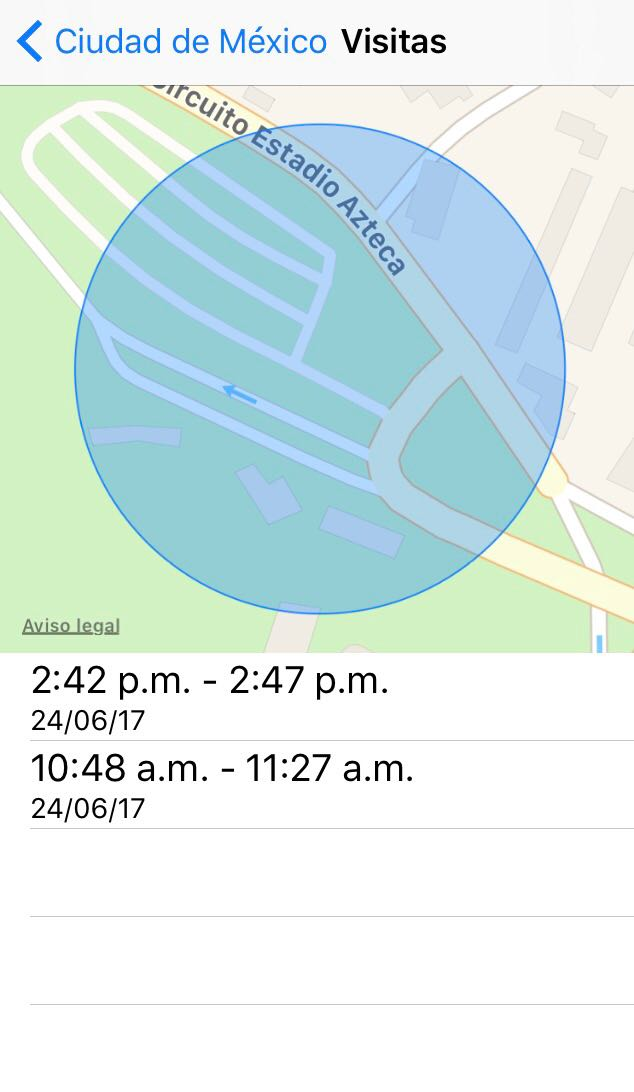 Ciudad de México Visitas
Circuito Estadio Azteca
Aviso legal
2:42 p.m. - 2:47 p.m.
24/06/17
10:48 a.m. - 11:27 a.m.
24/06/17